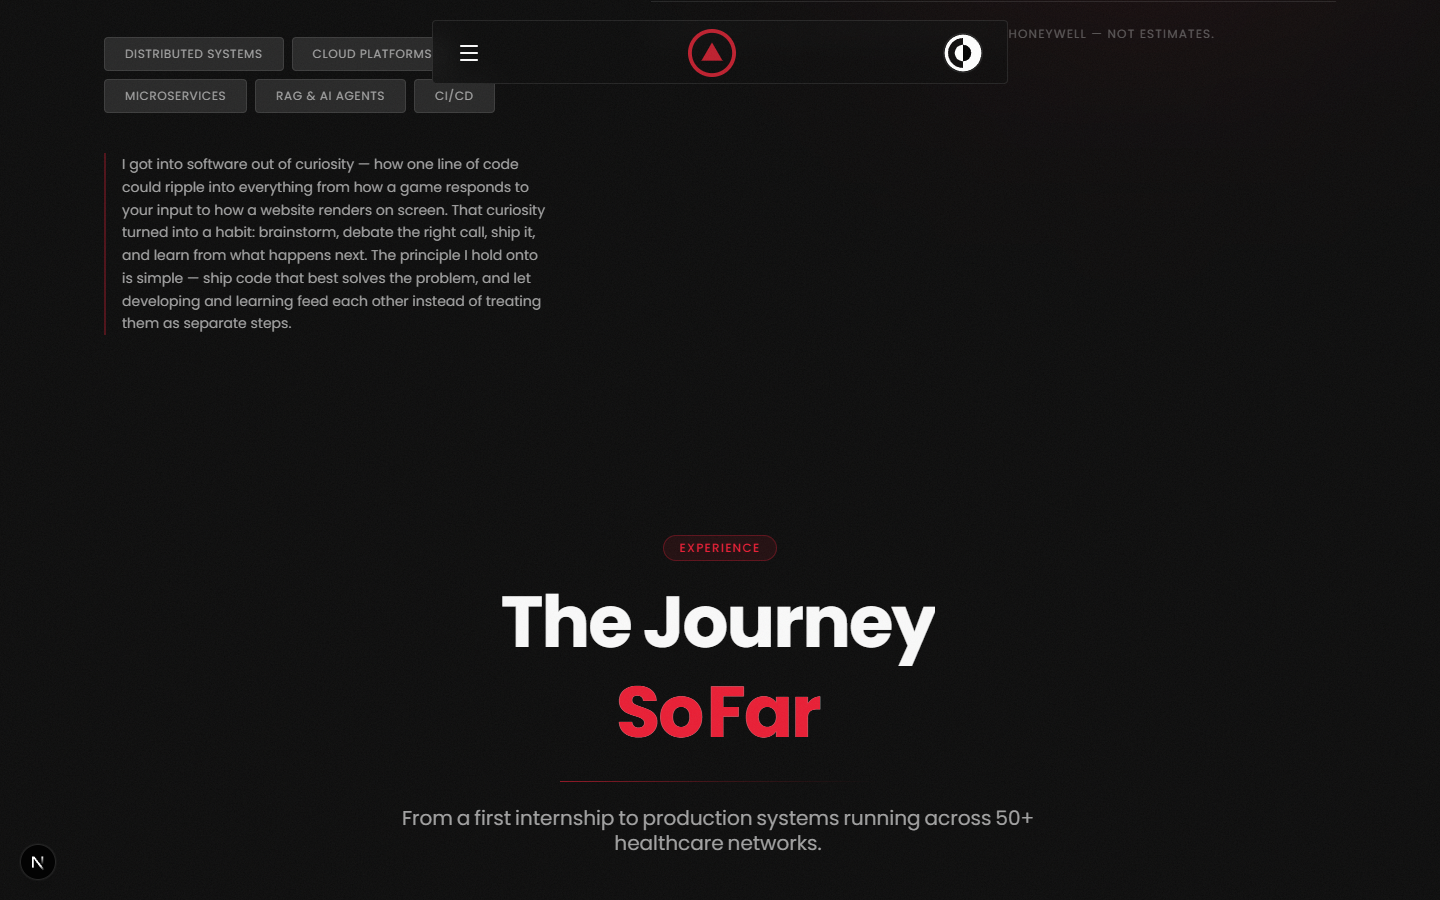 HONEYWELL — NOT ESTIMATES.
DISTRIBUTED SYSTEMS
CLOUD PLATFORMS
MICROSERVICES
RAG & AI AGENTS
CI/CD
I got into software out of curiosity — how one line of code
could ripple into everything from how a game responds to
your input to how a website renders on screen. That curiosity
turned into a habit: brainstorm, debate the right call, ship it,
and learn from what happens next. The principle I hold onto
is simple — ship code that best solves the problem, and let
developing and learning feed each other instead of treating
them as separate steps.
EXPERIENCE
The Journey
So Far
From a first internship to production systems running across 50+
healthcare networks.
N